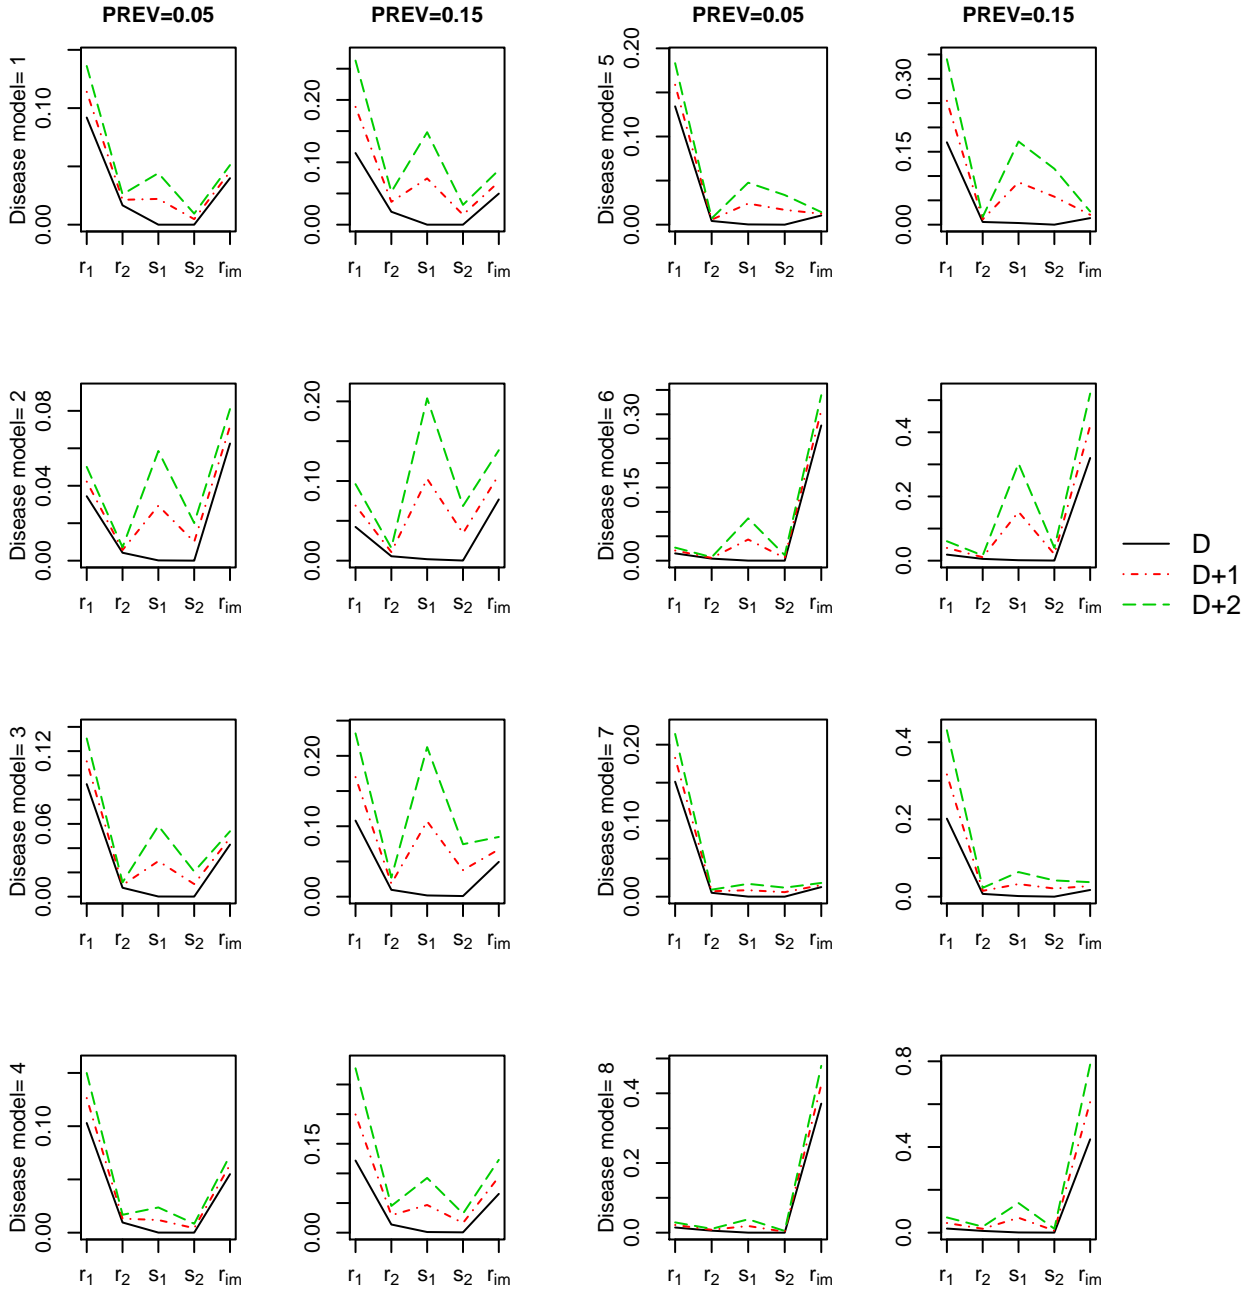 PREV=0.05 PREV=0.15 PREV=0.05 PREV=0.15
Disease model= 1
0.00 0.10
r1 r2 s1 s2 rim
0.00 0.10 0.20
r1 r2 s1 s2 rim
5
0.00 0.10 0.20
r1 r2 s1 s2 rim
0.00 0.15 0.30
r1 r2 s1 s2 rim
Disease model= 2
0.00 0.04 0.08
r1 r2 s1 s2 rim
0.00 0.10 0.20
r1 r2 s1 s2 rim
Disease model= 6
0.00 0.15 0.30
r1 r2 s1 s2 rim
0.0 0.2 0.4
r1 r2 s1 s2 rim
D
D+1
D+2
Disease model= 3
0.00 0.06 0.12
r1 r2 s1 s2 rim
0.00 0.10 0.20
r1 r2 s1 s2 rim
Disease model= 7
0.00 0.10 0.20
r1 r2 s1 s2 rim
0.0 0.2 0.4
r1 r2 s1 s2 rim
Disease model= 4
0.00 0.10
r1 r2 s1 s2 rim
0.00 0.15
r1 r2 s1 s2 rim
Disease model= 8
0.0 0.2 0.4
r1 r2 s1 s2 rim
0.0 0.4 0.8
r1 r2 s1 s2 rim